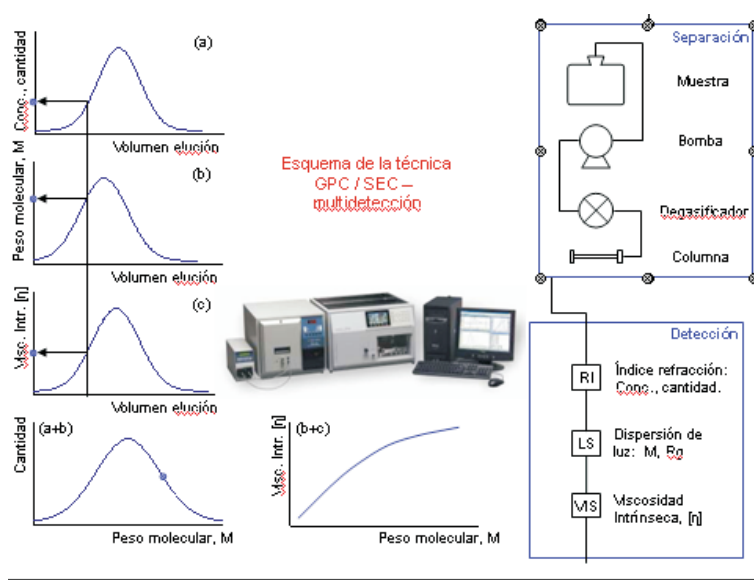 (a)
Conc., cantidad
Volumen elución
(b)
Peso molecular, M
Volumen elución
(c)
Visc. Intr. [η]
Volumen elución
(a+b)
Cantidad
Peso molecular, M
(b+c)
Visc. Intr. [η]
Peso molecular, M
Esquema de la técnica
GPC / SEC –
multidetección
Separación
Muestra
Bomba
Degasificador
Columna
Detección
RI
Índice refracción:
Conc., cantidad.
LS
Dispersión de
luz: M, Rg
VIS
Viscosidad
Intrínseca, [η]